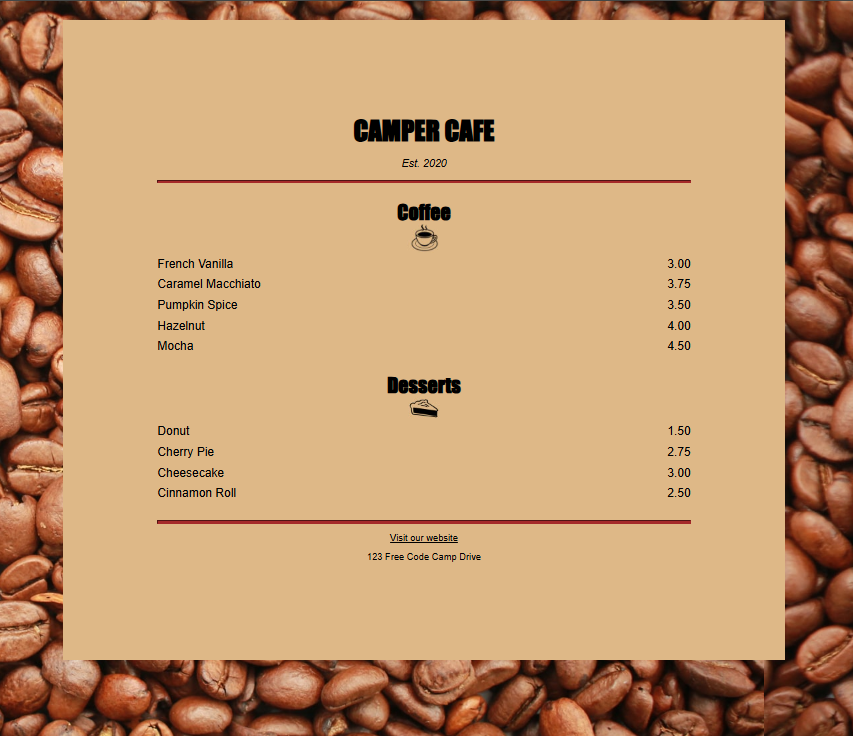 CAMPER CAFE
Est. 2020
Coffee
French Vanilla 3.00
Caramel Macchiato 3.75
Pumpkin Spice 3.50
Hazelnut 4.00
Mocha 4.50
Desserts
Donut 1.50
Cherry Pie 2.75
Cheesecake 3.00
Cinnamon Roll 2.50
Visit our website
123 Free Code Camp Drive